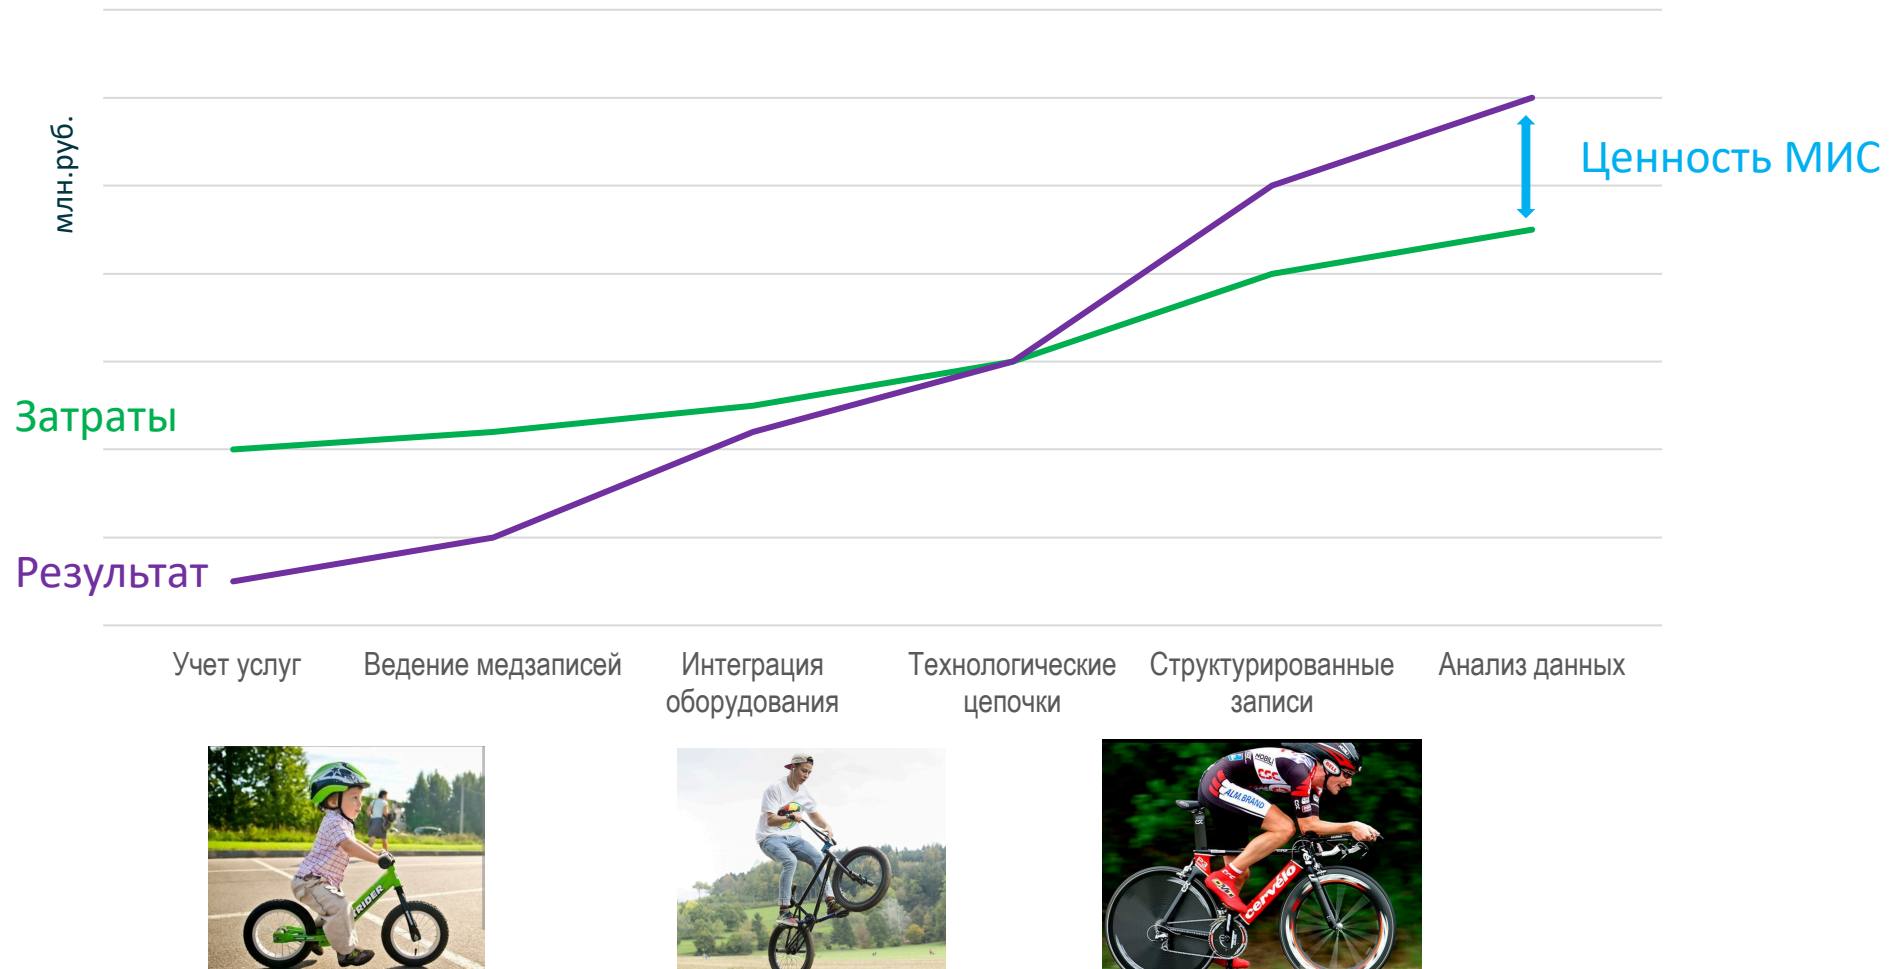 млн.руб.
Ценность МИС
Затраты
Результат
Учет услуг
Ведение медзаписей
Интеграция
оборудования
Технологические
цепочки
Структурированные
записи
Анализ данных
RIDER
MOBIL
CSC
ALM.BRAND
cervélo